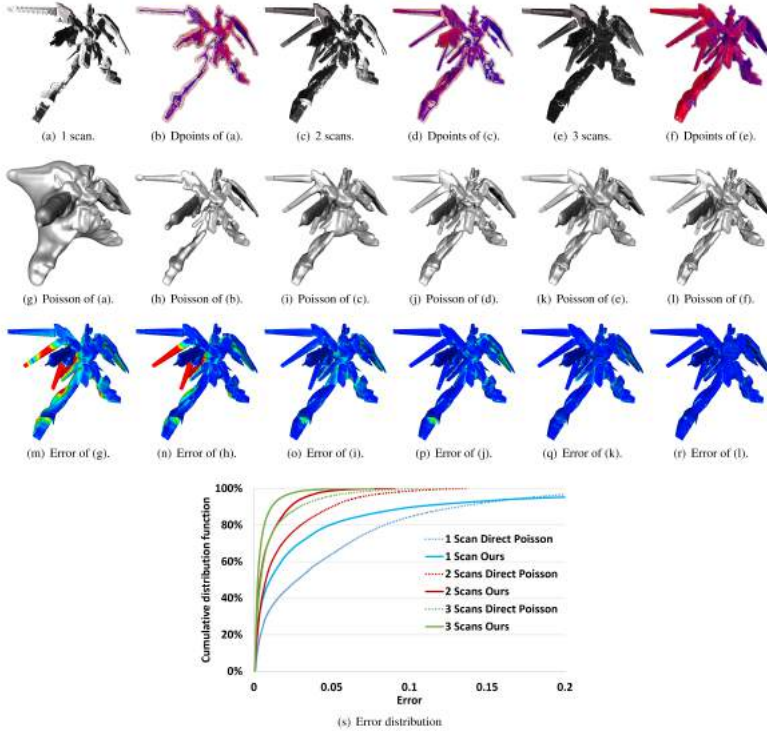 (a) 1 scan.
(b) Dpoints of (a).
(c) 2 scans.
(d) Dpoints of (c).
(e) 3 scans.
(f) Dpoints of (e).
(g) Poisson of (a).
(h) Poisson of (b).
(i) Poisson of (c).
(j) Poisson of (d).
(k) Poisson of (e).
(l) Poisson of (f).
(m) Error of (g).
(n) Error of (h).
(o) Error of (i).
(p) Error of (j).
(q) Error of (k).
(r) Error of (l).
Cumulative distribution function
100%
80%
60%
40%
20%
0%
1 Scan Direct Poisson
1 Scan Ours
2 Scans Direct Poisson
2 Scans Ours
3 Scans Direct Poisson
3 Scans Ours
0
0.05
0.1
0.15
0.2
Error
(s) Error distribution